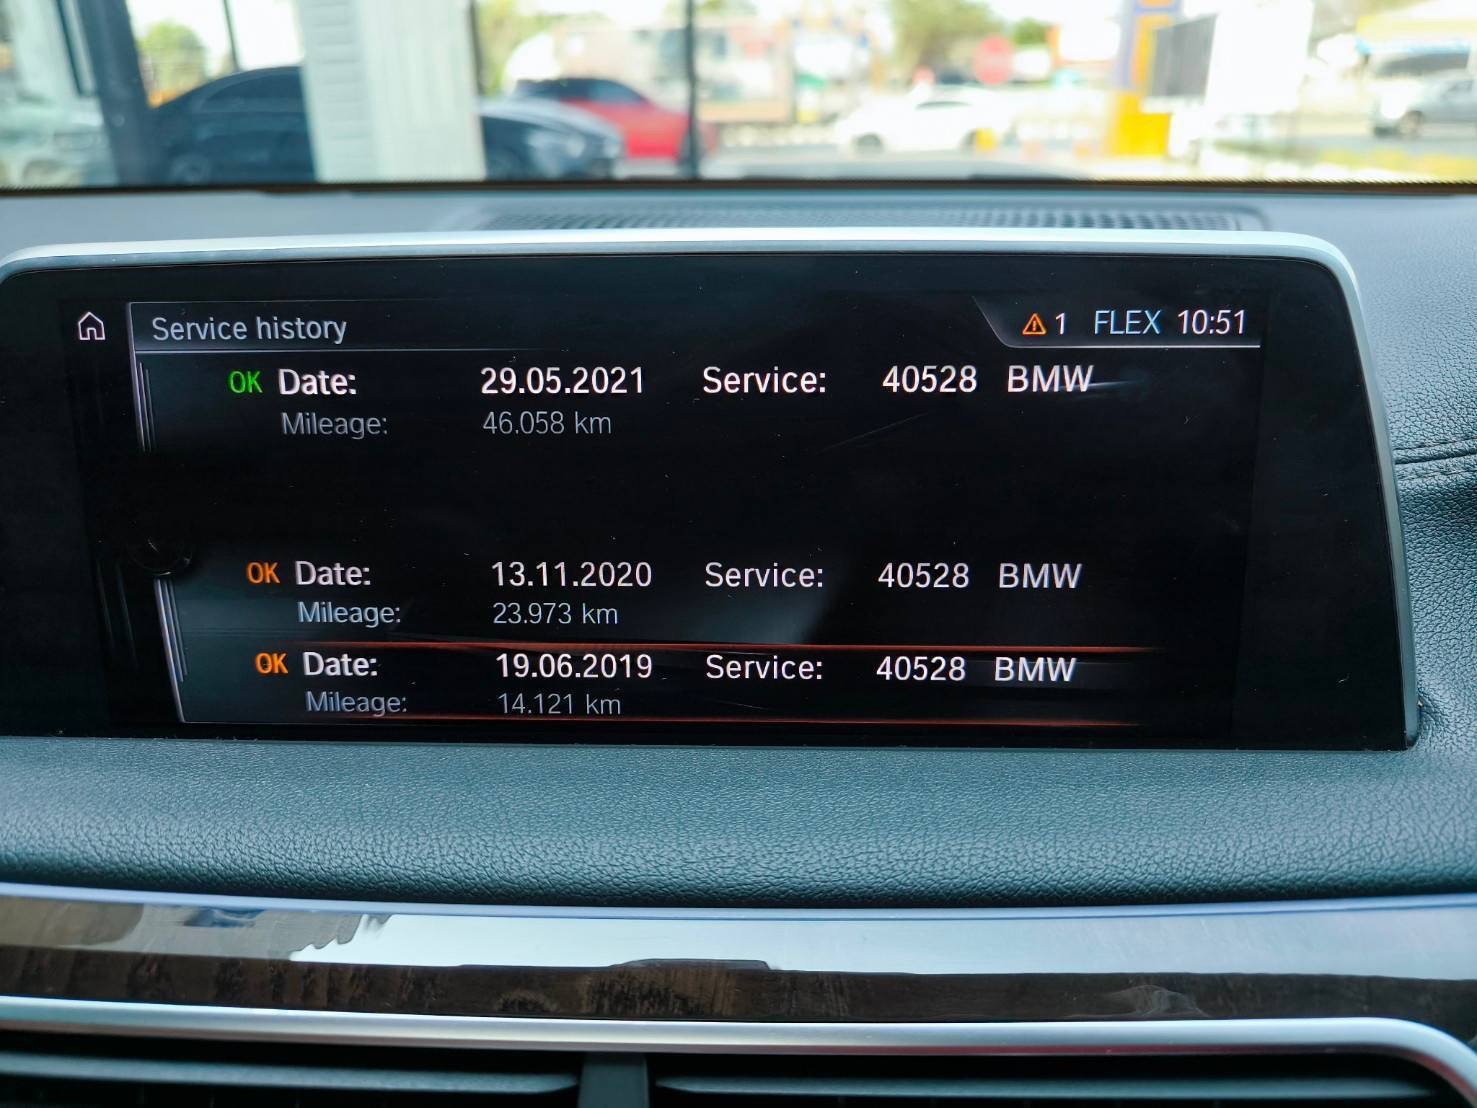 Service history
1 FLEX 10:51
OK Date: 29.05.2021 Service: 40528 BMW
Mileage: 46.058 km
OK Date: 13.11.2020 Service: 40528 BMW
Mileage: 23.973 km
OK Date: 19.06.2019 Service: 40528 BMW
Mileage: 14.121 km